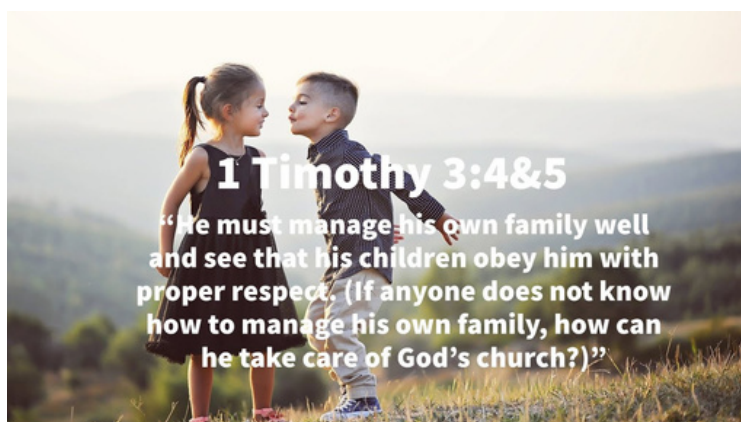 1 Timothy 3:4&5
“He must manage his own family well
and see that his children obey him with
proper respect. (If anyone does not know
how to manage his own family, how can
he take care of God’s church?)”